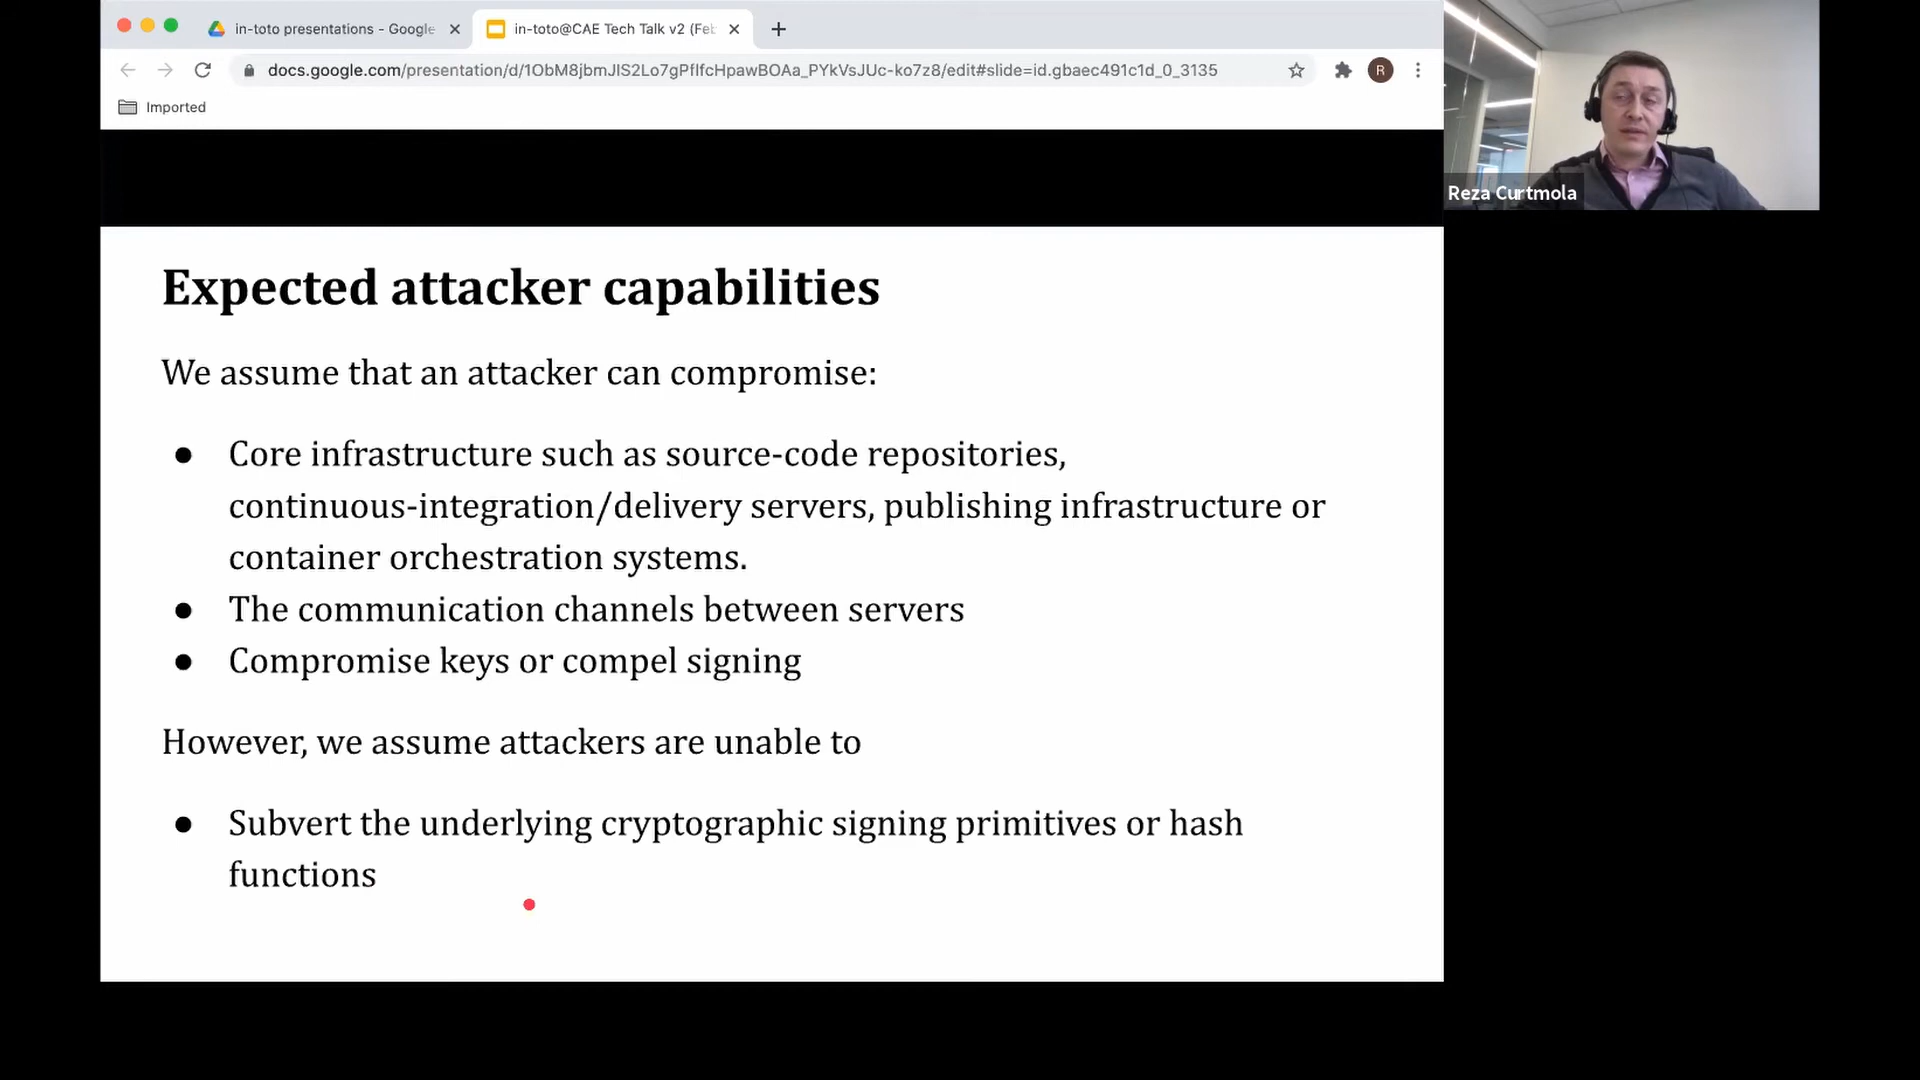 in-toto presentations - Google
in-toto@CAE Tech Talk v2 (Feb
docs.google.com/presentation/d/1ObM8jbmJIS2Lo7gPfIfcHpawBOAa_PYkVsJUc-ko7z8/edit#slide=id.gbaec491c1d_0_3135
R
Imported
Reza Curtmola
Expected attacker capabilities
We assume that an attacker can compromise:
● Core infrastructure such as source-code repositories,
continuous-integration/delivery servers, publishing infrastructure or
container orchestration systems.
● The communication channels between servers
● Compromise keys or compel signing
However, we assume attackers are unable to
● Subvert the underlying cryptographic signing primitives or hash
functions